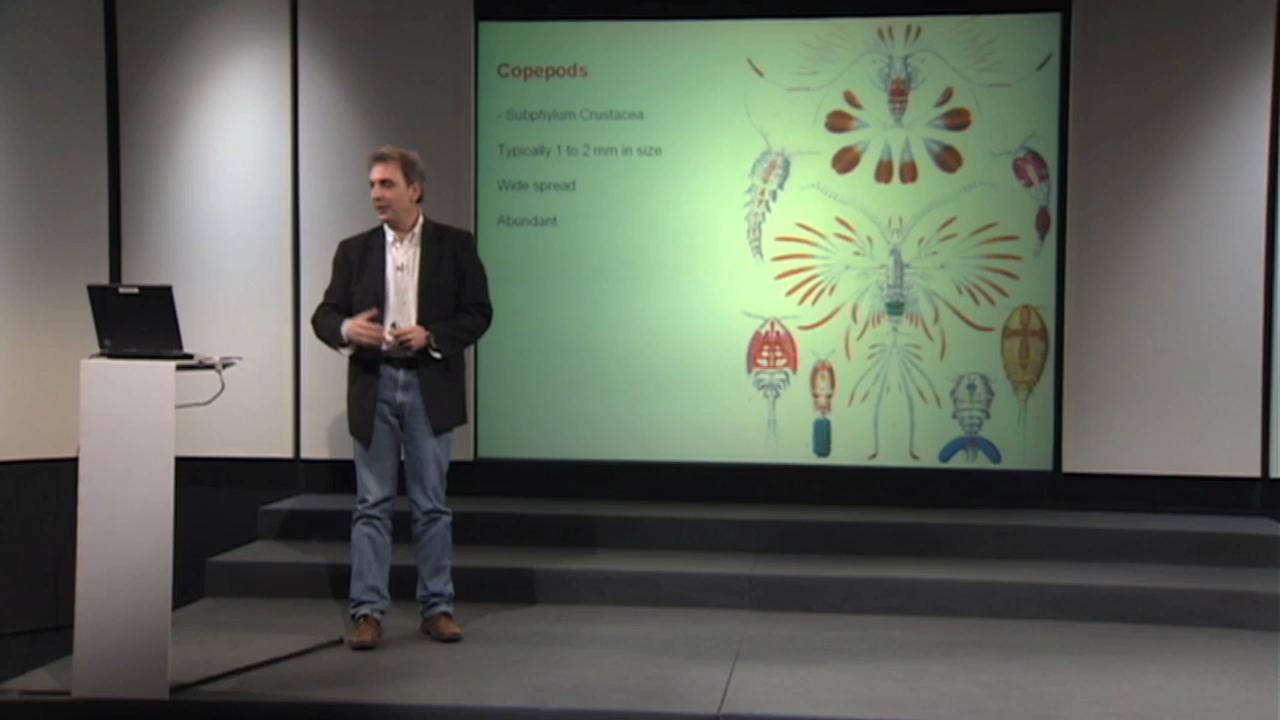 Copepods
- Subphylum Crustacea
Typically 1 to 2 mm in size
Wide spread
Abundant